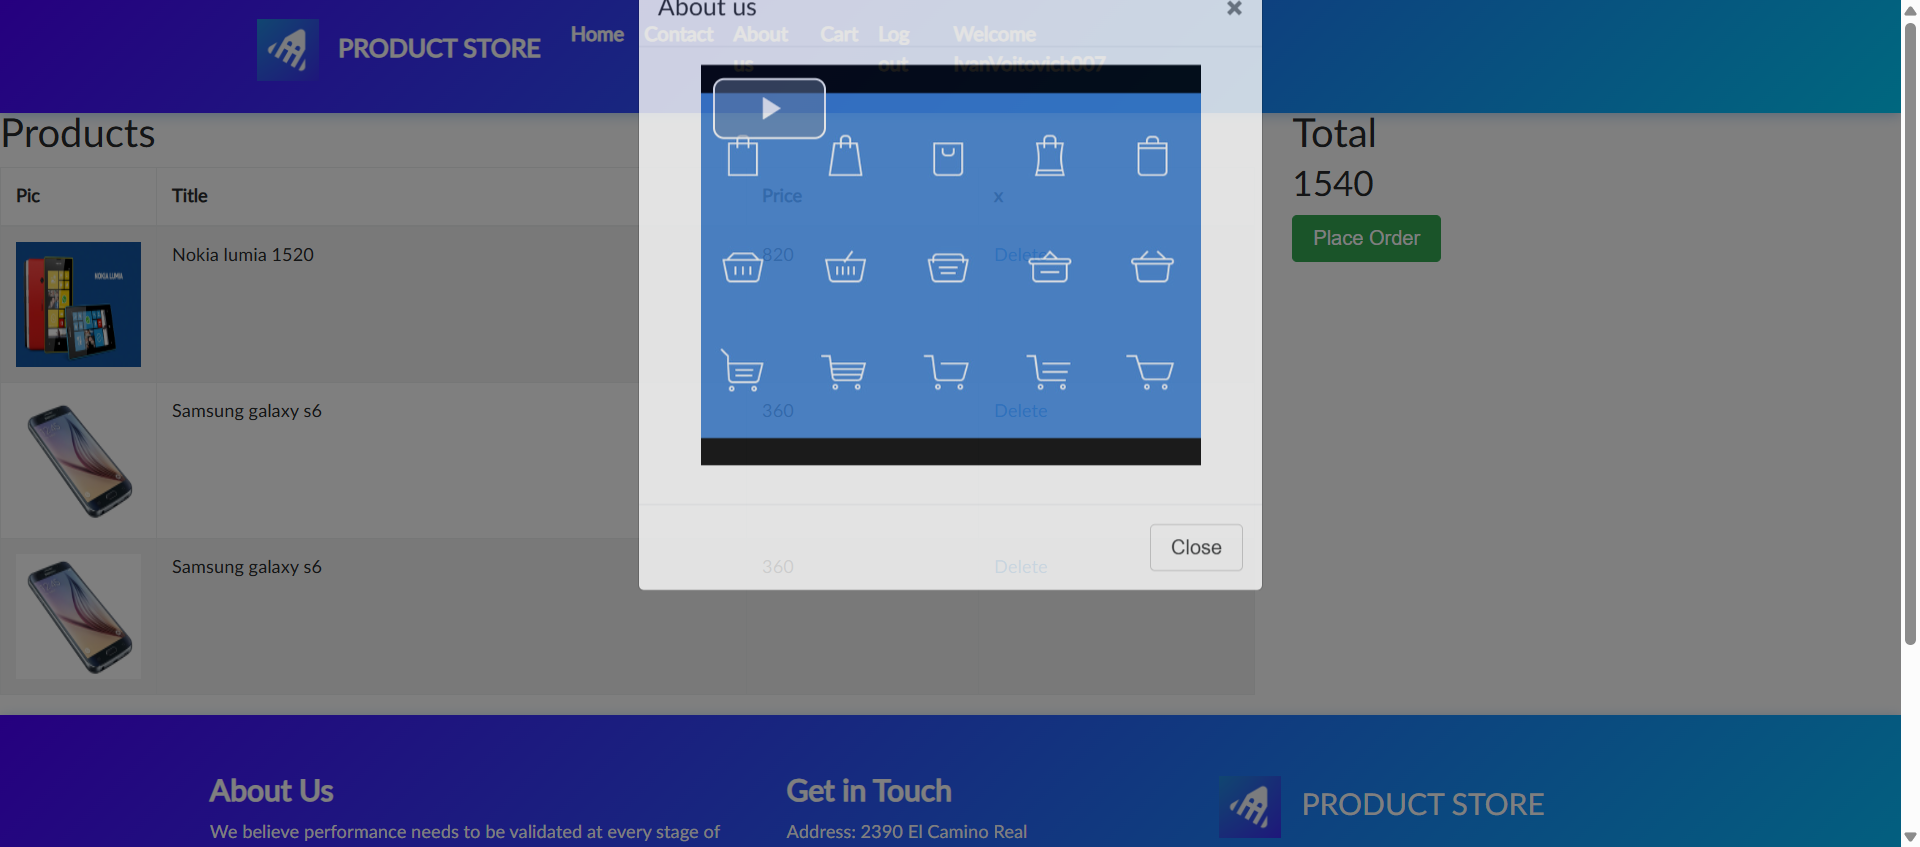 About us ×
PRODUCT STORE Home Contact About us Cart Log out Welcome IvanVoitovich007
Products
Total
1540
Place Order
Pic Title Price x
Nokia lumia 1520 820 Delete
NOKIA LUMIA
Samsung galaxy s6 360 Delete
Samsung galaxy s6 360 Delete
Close
About Us
We believe performance needs to be validated at every stage of
Get in Touch
Address: 2390 El Camino Real
PRODUCT STORE